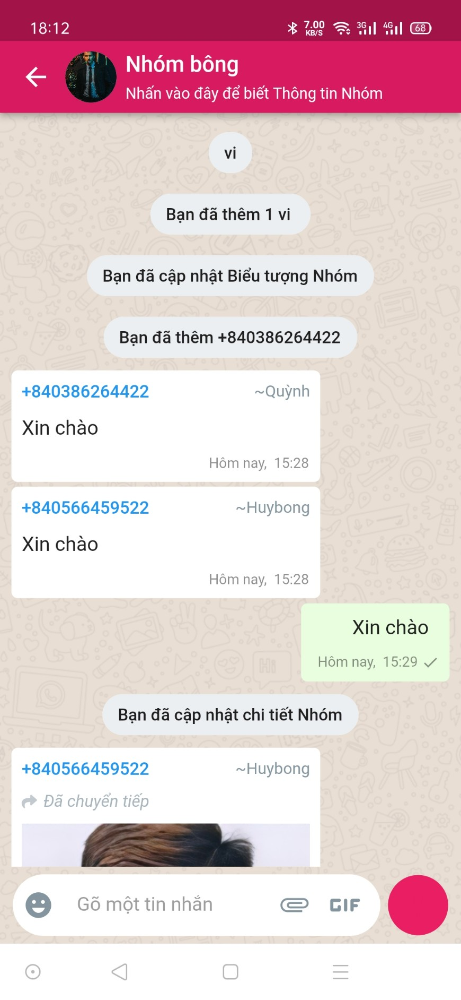 18:12
7.00
KB/S
3G
4G
68
Nhóm bông
Nhấn vào đây để biết Thông tin Nhóm
vi
Bạn đã thêm 1 vi
Bạn đã cập nhật Biểu tượng Nhóm
Bạn đã thêm +840386264422
+840386264422 ~Quỳnh
Xin chào
Hôm nay, 15:28
+840566459522 ~Huybong
Xin chào
Hôm nay, 15:28
Xin chào
Hôm nay, 15:29
Bạn đã cập nhật chi tiết Nhóm
+840566459522 ~Huybong
Đã chuyển tiếp
Gõ một tin nhắn
GIF